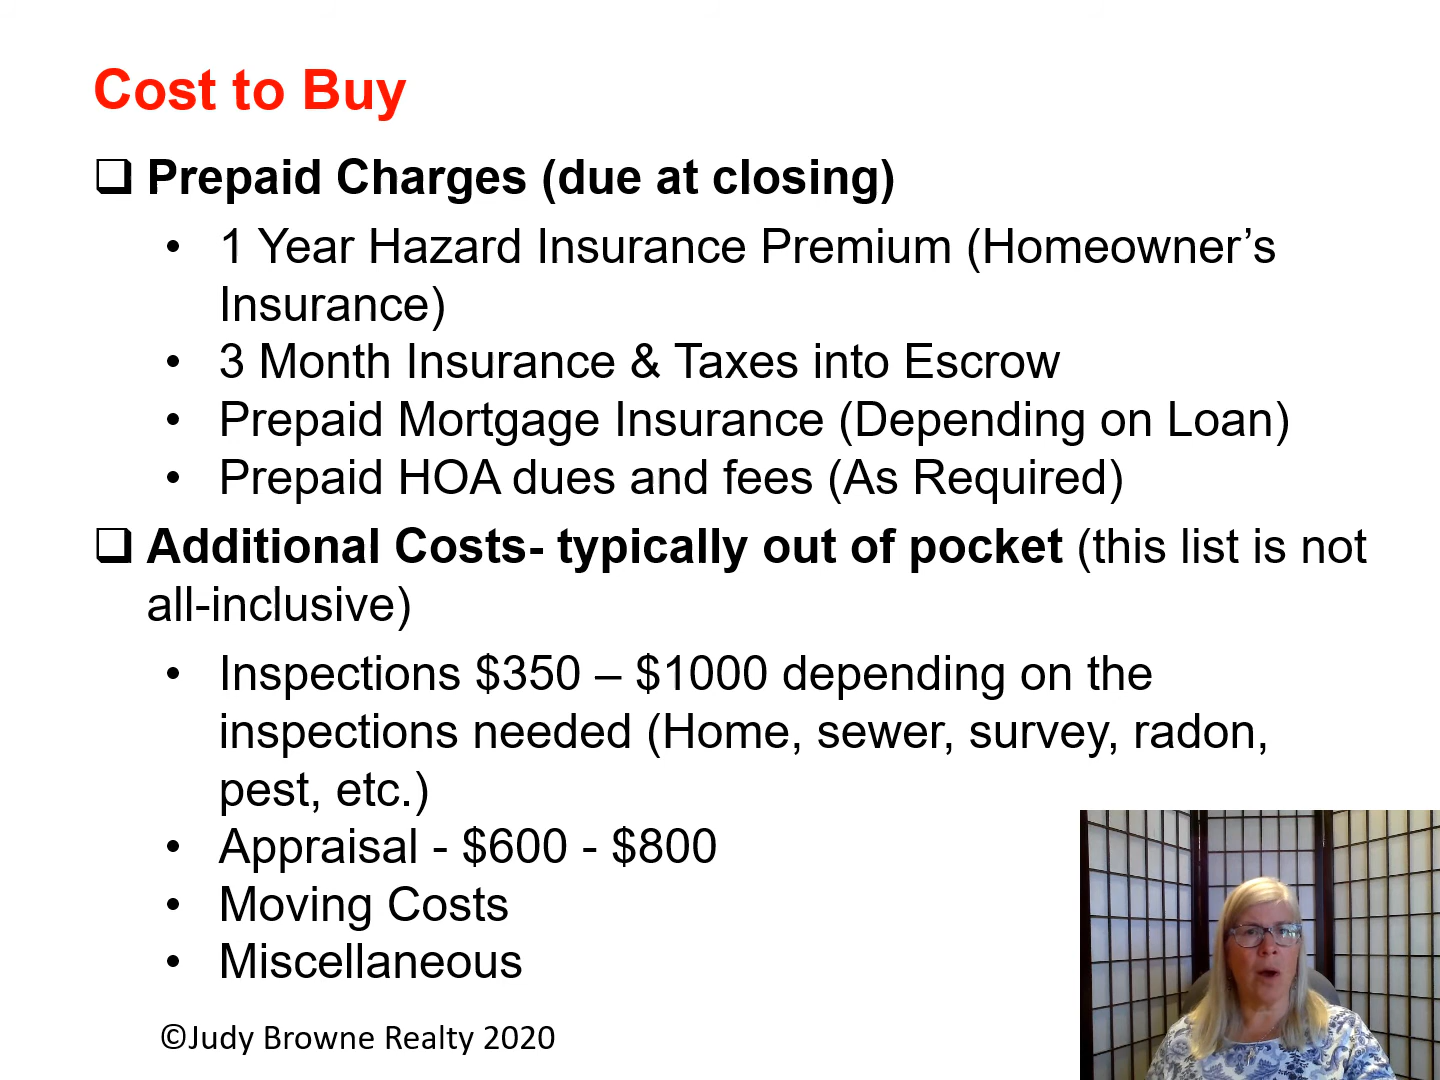 Cost to Buy
❑ Prepaid Charges (due at closing)
• 1 Year Hazard Insurance Premium (Homeowner’s
Insurance)
• 3 Month Insurance & Taxes into Escrow
• Prepaid Mortgage Insurance (Depending on Loan)
• Prepaid HOA dues and fees (As Required)
❑ Additional Costs- typically out of pocket (this list is not
all-inclusive)
• Inspections $350 – $1000 depending on the
inspections needed (Home, sewer, survey, radon,
pest, etc.)
• Appraisal - $600 - $800
• Moving Costs
• Miscellaneous
©Judy Browne Realty 2020